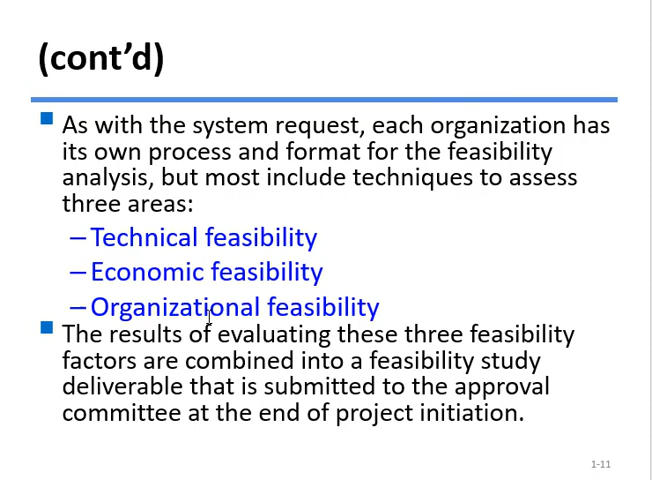 (cont’d)
As with the system request, each organization has
its own process and format for the feasibility
analysis, but most include techniques to assess
three areas:
–Technical feasibility
–Economic feasibility
–Organizational feasibility
The results of evaluating these three feasibility
factors are combined into a feasibility study
deliverable that is submitted to the approval
committee at the end of project initiation.
1-11